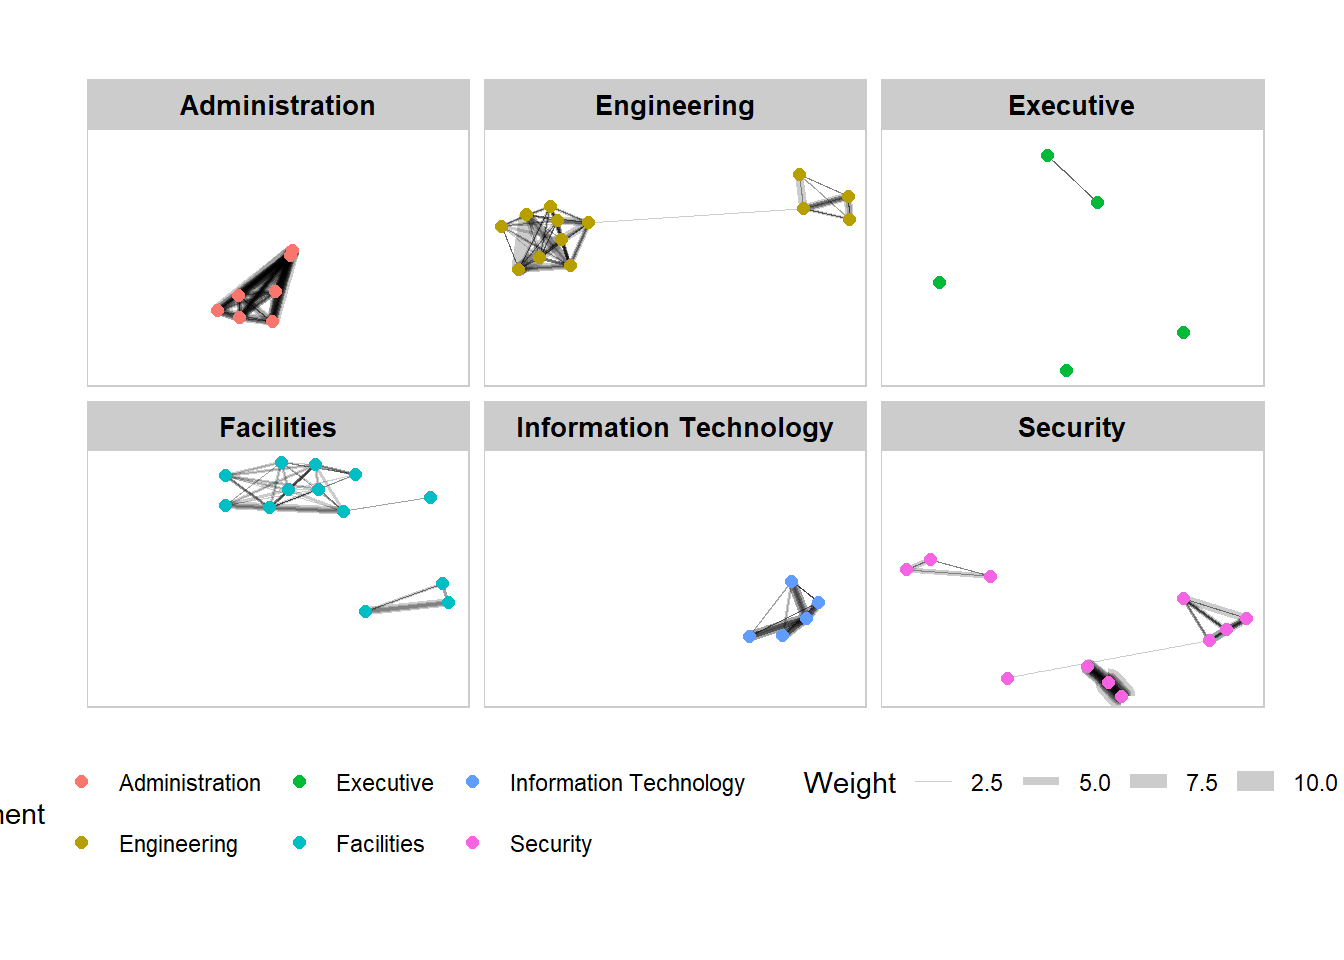 Administration
Engineering
Executive
Facilities
Information Technology
Security
Administration
Executive
Information Technology
Weight
2.5
5.0
7.5
10.0
Engineering
Facilities
Security